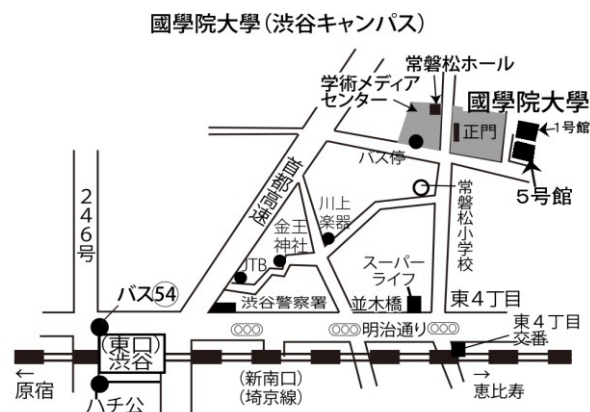 國學院大學(渋谷キャンパス)
常磐松ホール
学術メディア
センター
國學院大學
正門
1号館
5号館
バス停
常磐松小学校
首都高速
246号
川上
楽器
金王
神社
JTB
スーパー
ライフ
渋谷警察署
並木橋
東4丁目
バス54
明治通り
東4丁目
交番
(東口)
渋谷
←
原宿
ハチ公
(新南口)
(埼京線)
→
恵比寿